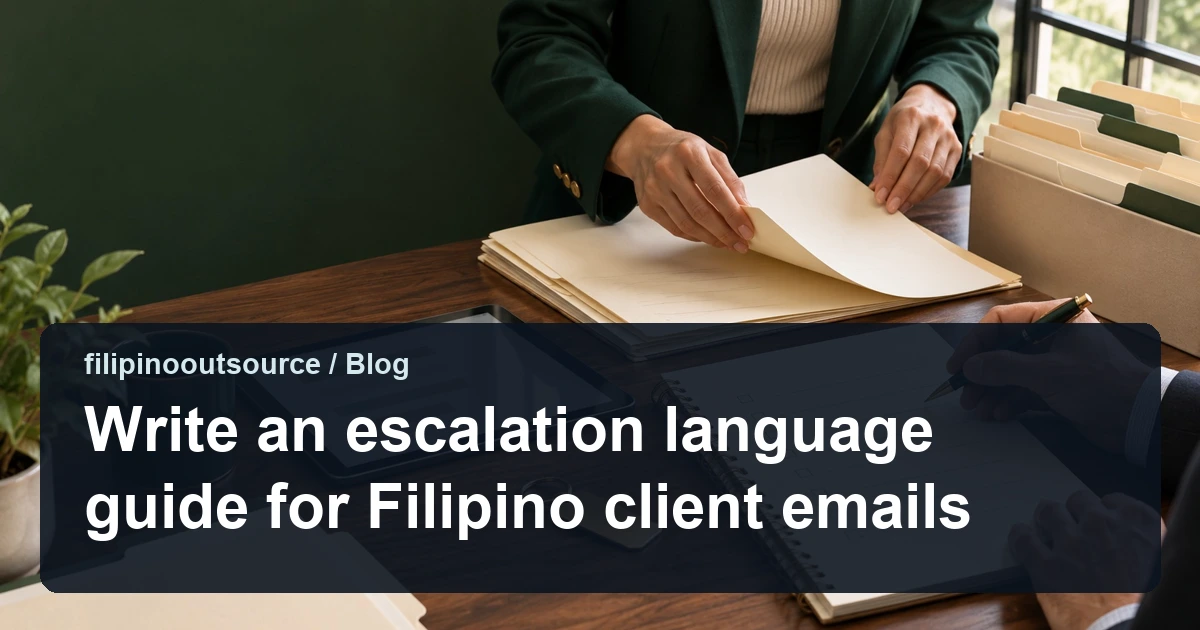 filipinooutsource / Blog
Write an escalation language
guide for Filipino client emails